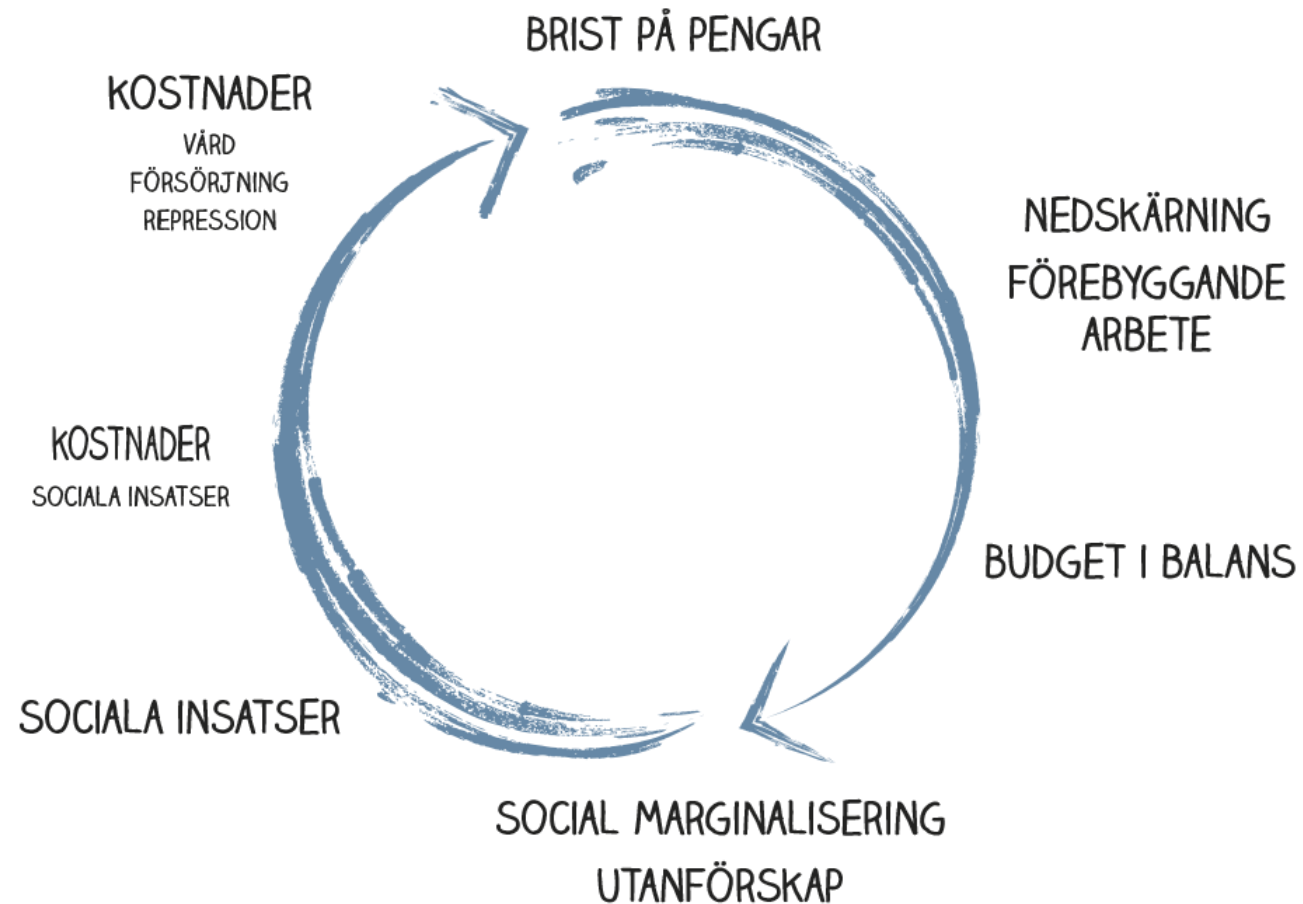 BRIST PÅ PENGAR
KOSTNADER
VÅRD
FÖRSÖRJNING
REPRESSION
NEDSKÄRNING
FÖREBYGGANDE
ARBETE
KOSTNADER
SOCIALA INSATSER
BUDGET I BALANS
SOCIALA INSATSER
SOCIAL MARGINALISERING
UTANFÖRSKAP